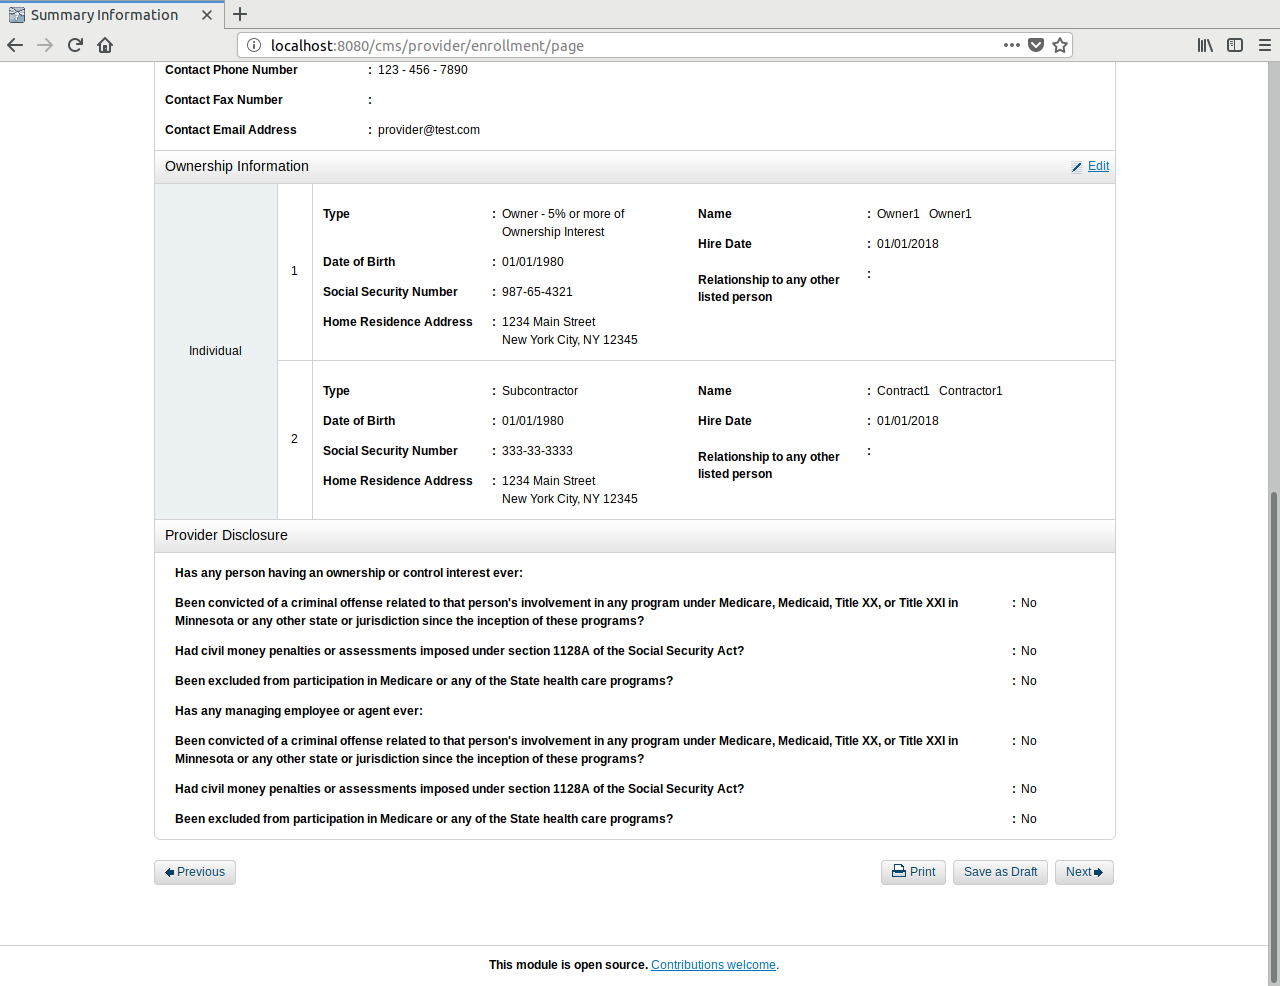 Summary Information
localhost:8080/cms/provider/enrollment/page
Contact Phone Number : 123 - 456 - 7890
Contact Fax Number :
Contact Email Address : provider@test.com
Ownership Information Edit
Individual
1
Type : Owner - 5% or more of
Ownership Interest
Date of Birth : 01/01/1980
Social Security Number : 987-65-4321
Home Residence Address : 1234 Main Street
New York City, NY 12345
Name : Owner1 Owner1
Hire Date : 01/01/2018
Relationship to any other :
listed person
2
Type : Subcontractor
Date of Birth : 01/01/1980
Social Security Number : 333-33-3333
Home Residence Address : 1234 Main Street
New York City, NY 12345
Name : Contract1 Contractor1
Hire Date : 01/01/2018
Relationship to any other :
listed person
Provider Disclosure
Has any person having an ownership or control interest ever:
Been convicted of a criminal offense related to that person's involvement in any program under Medicare, Medicaid, Title XX, or Title XXI in : No
Minnesota or any other state or jurisdiction since the inception of these programs?
Had civil money penalties or assessments imposed under section 1128A of the Social Security Act? : No
Been excluded from participation in Medicare or any of the State health care programs? : No
Has any managing employee or agent ever:
Been convicted of a criminal offense related to that person's involvement in any program under Medicare, Medicaid, Title XX, or Title XXI in : No
Minnesota or any other state or jurisdiction since the inception of these programs?
Had civil money penalties or assessments imposed under section 1128A of the Social Security Act? : No
Been excluded from participation in Medicare or any of the State health care programs? : No
Previous Print Save as Draft Next
This module is open source. Contributions welcome.